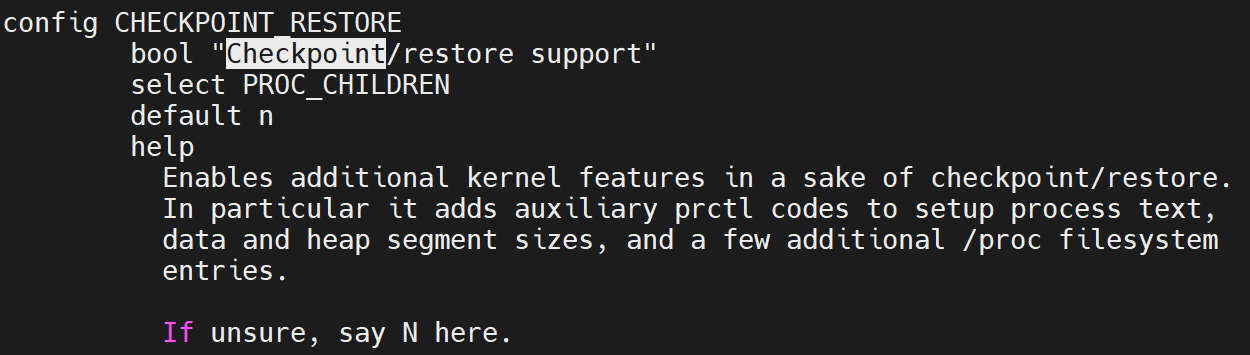 config CHECKPOINT_RESTORE
bool "Checkpoint/restore support"
select PROC_CHILDREN
default n
help
Enables additional kernel features in a sake of checkpoint/restore.
In particular it adds auxiliary prctl codes to setup process text,
data and heap segment sizes, and a few additional /proc filesystem
entries.
If unsure, say N here.